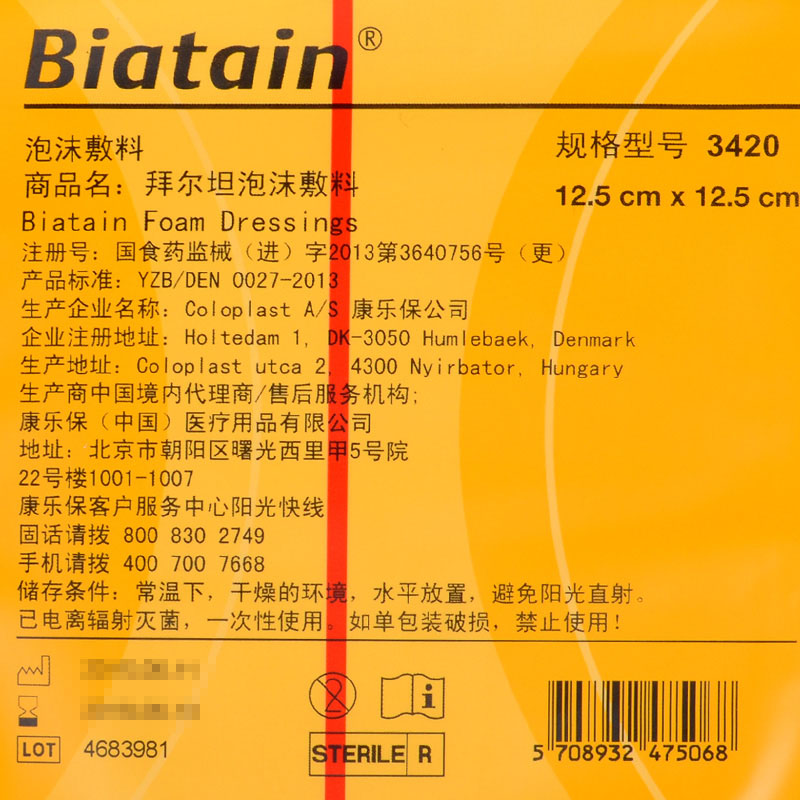 Biatain®
泡沫敷料
规格型号 3420
商品名：拜尔坦泡沫敷料
12.5 cm x 12.5 cm
Biatain Foam Dressings
注册号：国食药监械（进）字2013第3640756号（更）
产品标准：YZB/DEN 0027-2013
生产企业名称：Coloplast A/S 康乐保公司
企业注册地址：Holtedam 1, DK-3050 Humlebaek, Denmark
生产地址：Coloplast utca 2, 4300 Nyirbator, Hungary
生产商中国境内代理商/售后服务机构;
康乐保（中国）医疗用品有限公司
地址：北京市朝阳区曙光西里甲5号院
22号楼1001-1007
康乐保客户服务中心阳光快线
固话请拨 800 830 2749
手机请拨 400 700 7668
储存条件：常温下，干燥的环境，水平放置，避免阳光直射。
已电离辐射灭菌，一次性使用。如单包装破损，禁止使用！
2
i
LOT 4683981
STERILE R
5 708932 475068